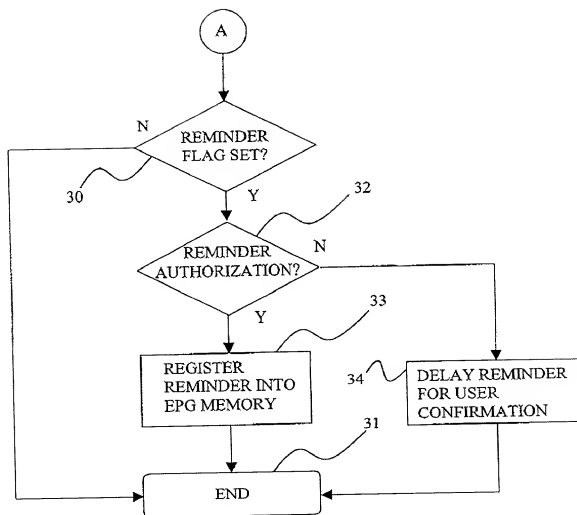 A
N
REMINDER
FLAG SET?
30
Y
32
REMINDER
AUTHORIZATION?
N
Y
33
REGISTER
REMINDER INTO
EPG MEMORY
34
DELAY REMINDER
FOR USER
CONFIRMATION
31
END